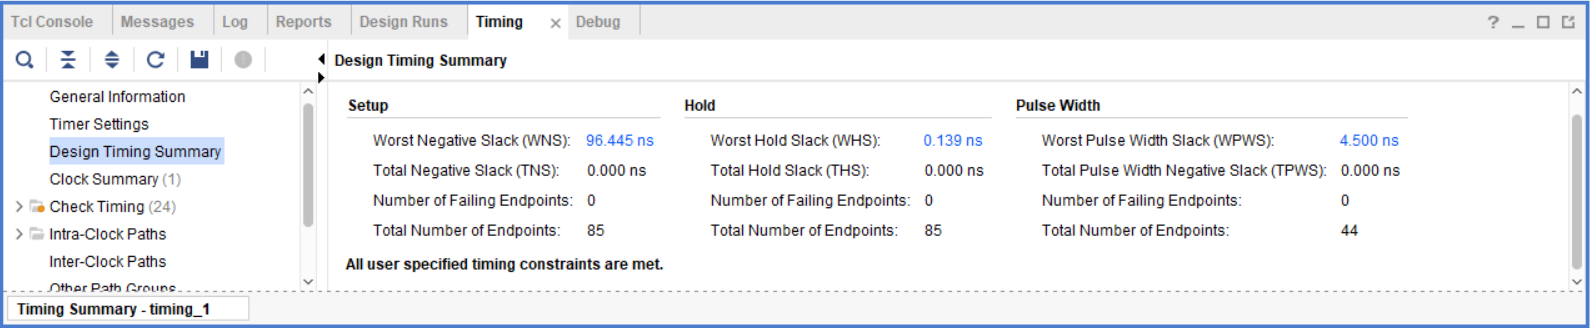 Tcl Console Messages Log Reports Design Runs Timing × Debug ?
Design Timing Summary
General Information
Timer Settings
Design Timing Summary
Clock Summary (1)
Check Timing (24)
Intra-Clock Paths
Inter-Clock Paths
Other Path Groups
Setup Hold Pulse Width
Worst Negative Slack (WNS): 96.445 ns Worst Hold Slack (WHS): 0.139 ns Worst Pulse Width Slack (WPWS): 4.500 ns
Total Negative Slack (TNS): 0.000 ns Total Hold Slack (THS): 0.000 ns Total Pulse Width Negative Slack (TPWS): 0.000 ns
Number of Failing Endpoints: 0 Number of Failing Endpoints: 0 Number of Failing Endpoints: 0
Total Number of Endpoints: 85 Total Number of Endpoints: 85 Total Number of Endpoints: 44
All user specified timing constraints are met.
Timing Summary - timing_1